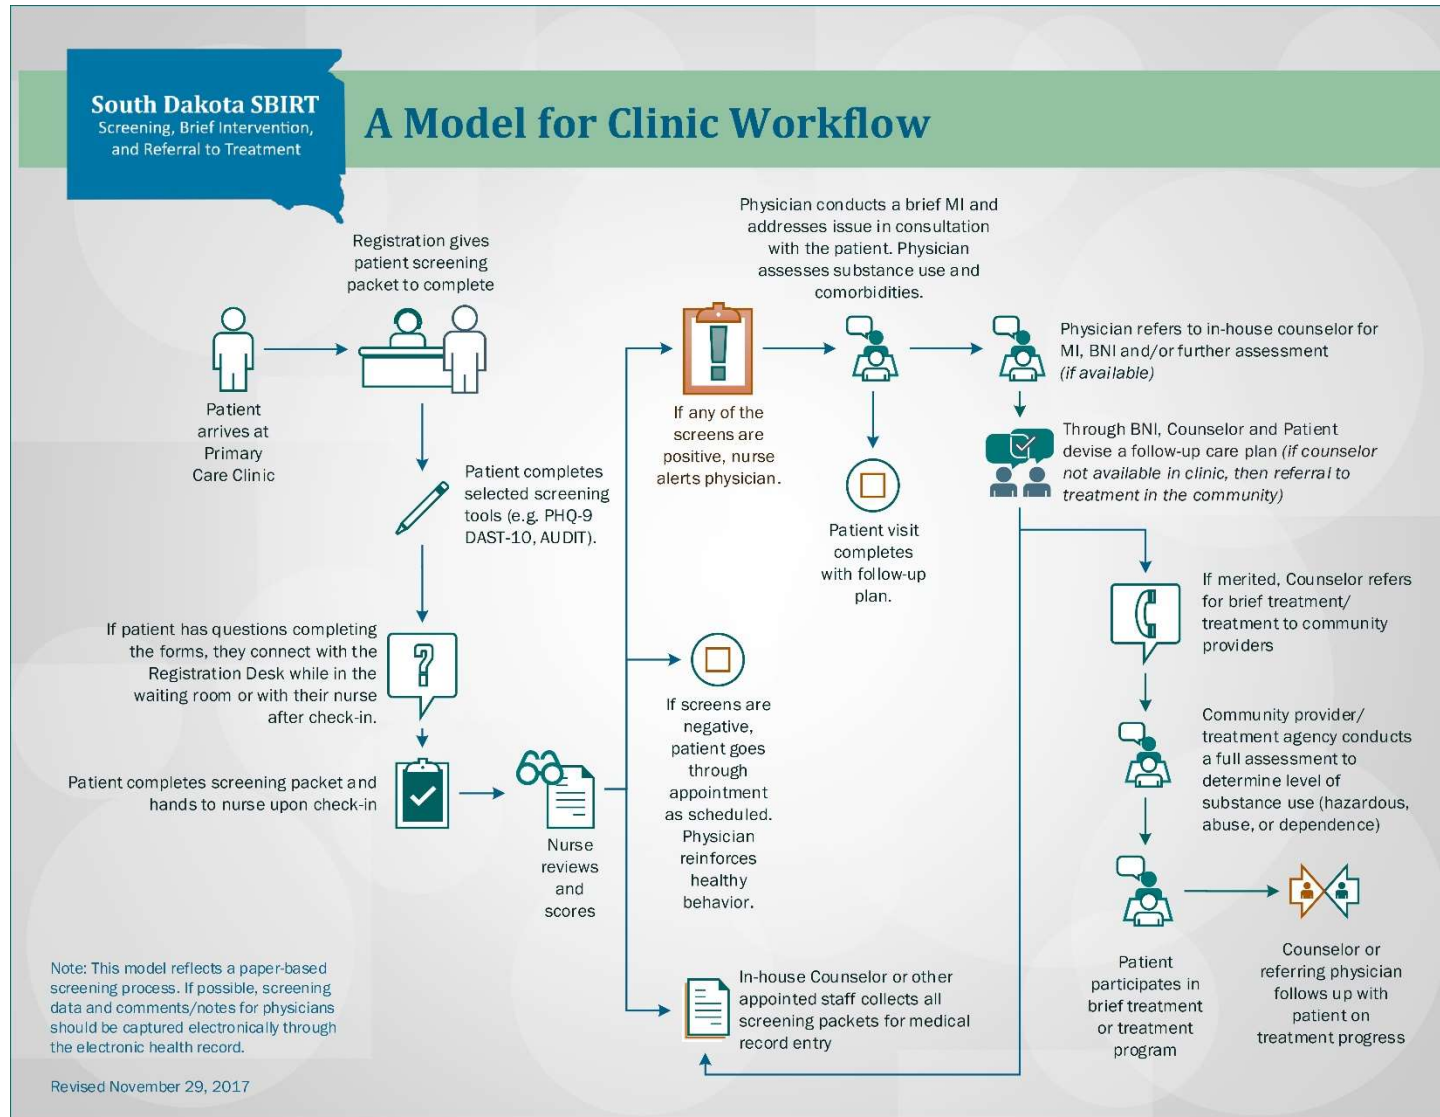 South Dakota SBIRT
Screening, Brief Intervention,
and Referral to Treatment
A Model for Clinic Workflow
Patient
arrives at
Primary
Care Clinic
Registration gives
patient screening
packet to complete
Patient completes
selected screening
tools (e.g. PHQ-9
DAST-10, AUDIT).
If patient has questions completing
the forms, they connect with the
Registration Desk while in the
waiting room or with their nurse
after check-in.
Patient completes screening packet and
hands to nurse upon check-in
Nurse
reviews
and
scores
If any of the
screens are
positive, nurse
alerts physician.
Physician conducts a brief MI and
addresses issue in consultation
with the patient. Physician
assesses substance use and
comorbidities.
Patient visit
completes
with follow-up
plan.
Physician refers to in-house counselor for
MI, BNI and/or further assessment
(if available)
Through BNI, Counselor and Patient
devise a follow-up care plan (if counselor
not available in clinic, then referral to
treatment in the community)
If merited, Counselor refers
for brief treatment/
treatment to community
providers
Community provider/
treatment agency conducts
a full assessment to
determine level of
substance use (hazardous,
abuse, or dependence)
Patient
participates in
brief treatment
or treatment
program
Counselor or
referring physician
follows up with
patient on
treatment progress
If screens are
negative,
patient goes
through
appointment
as scheduled.
Physician
reinforces
healthy
behavior.
In-house Counselor or other
appointed staff collects all
screening packets for medical
record entry
Note: This model reflects a paper-based
screening process. If possible, screening
data and comments/notes for physicians
should be captured electronically through
the electronic health record.
Revised November 29, 2017